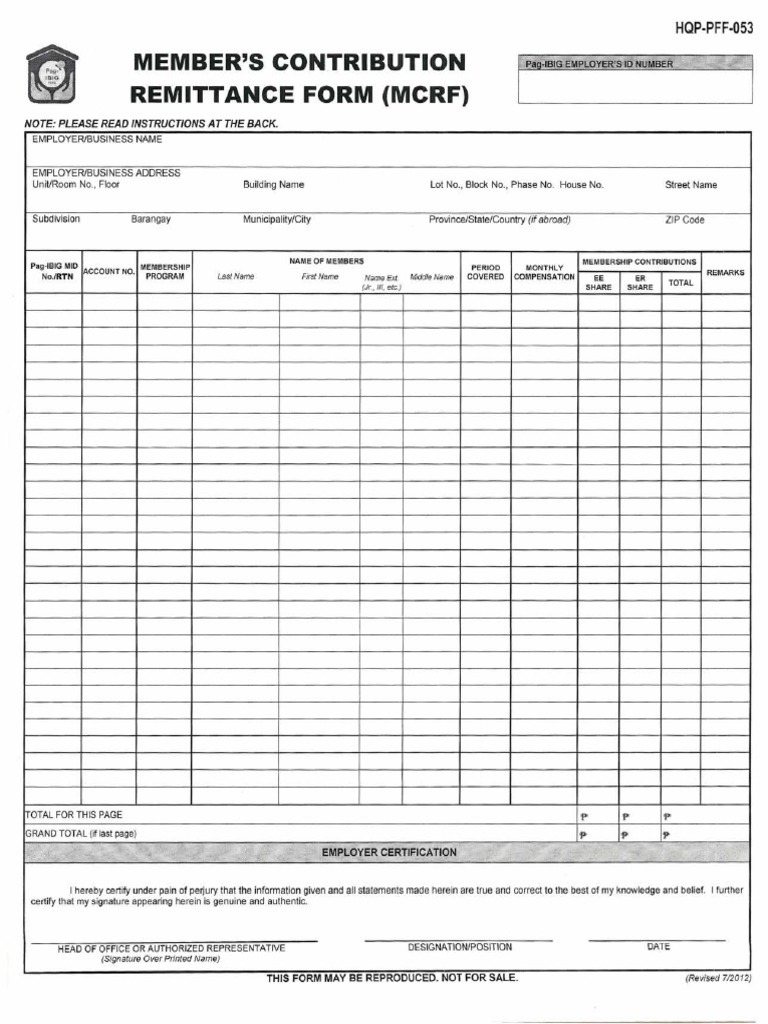 HQP-PFF-053
Pag-IBIG
MEMBER'S CONTRIBUTION
REMITTANCE FORM (MCRF)
Pag-IBIG EMPLOYER'S ID NUMBER
NOTE: PLEASE READ INSTRUCTIONS AT THE BACK.
EMPLOYER/BUSINESS NAME
EMPLOYER/BUSINESS ADDRESS
Unit/Room No., Floor Building Name Lot No., Block No., Phase No. House No. Street Name
Subdivision Barangay Municipality/City Province/State/Country (if abroad) ZIP Code
Pag-IBIG MID No./RTN
ACCOUNT NO.
MEMBERSHIP PROGRAM
NAME OF MEMBERS
Last Name First Name Name Ext. (Jr., III, etc.) Middle Name
PERIOD COVERED
MONTHLY COMPENSATION
MEMBERSHIP CONTRIBUTIONS
EE SHARE ER SHARE TOTAL
REMARKS
TOTAL FOR THIS PAGE ₱ ₱ ₱
GRAND TOTAL (if last page) ₱ ₱ ₱
EMPLOYER CERTIFICATION
I hereby certify under pain of perjury that the information given and all statements made herein are true and correct to the best of my knowledge and belief. I further
certify that my signature appearing herein is genuine and authentic.
HEAD OF OFFICE OR AUTHORIZED REPRESENTATIVE DESIGNATION/POSITION DATE
(Signature Over Printed Name)
THIS FORM MAY BE REPRODUCED. NOT FOR SALE. (Revised 7/2012)